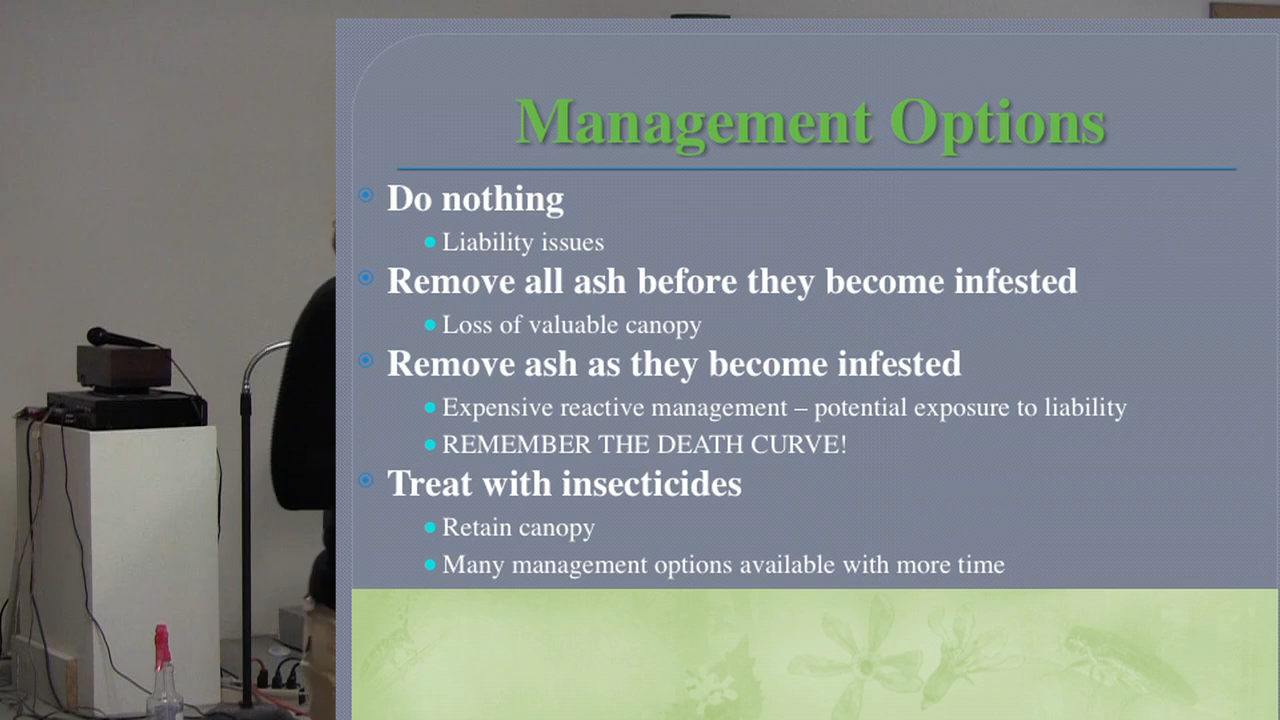 Management Options
Do nothing
Liability issues
Remove all ash before they become infested
Loss of valuable canopy
Remove ash as they become infested
Expensive reactive management – potential exposure to liability
REMEMBER THE DEATH CURVE!
Treat with insecticides
Retain canopy
Many management options available with more time